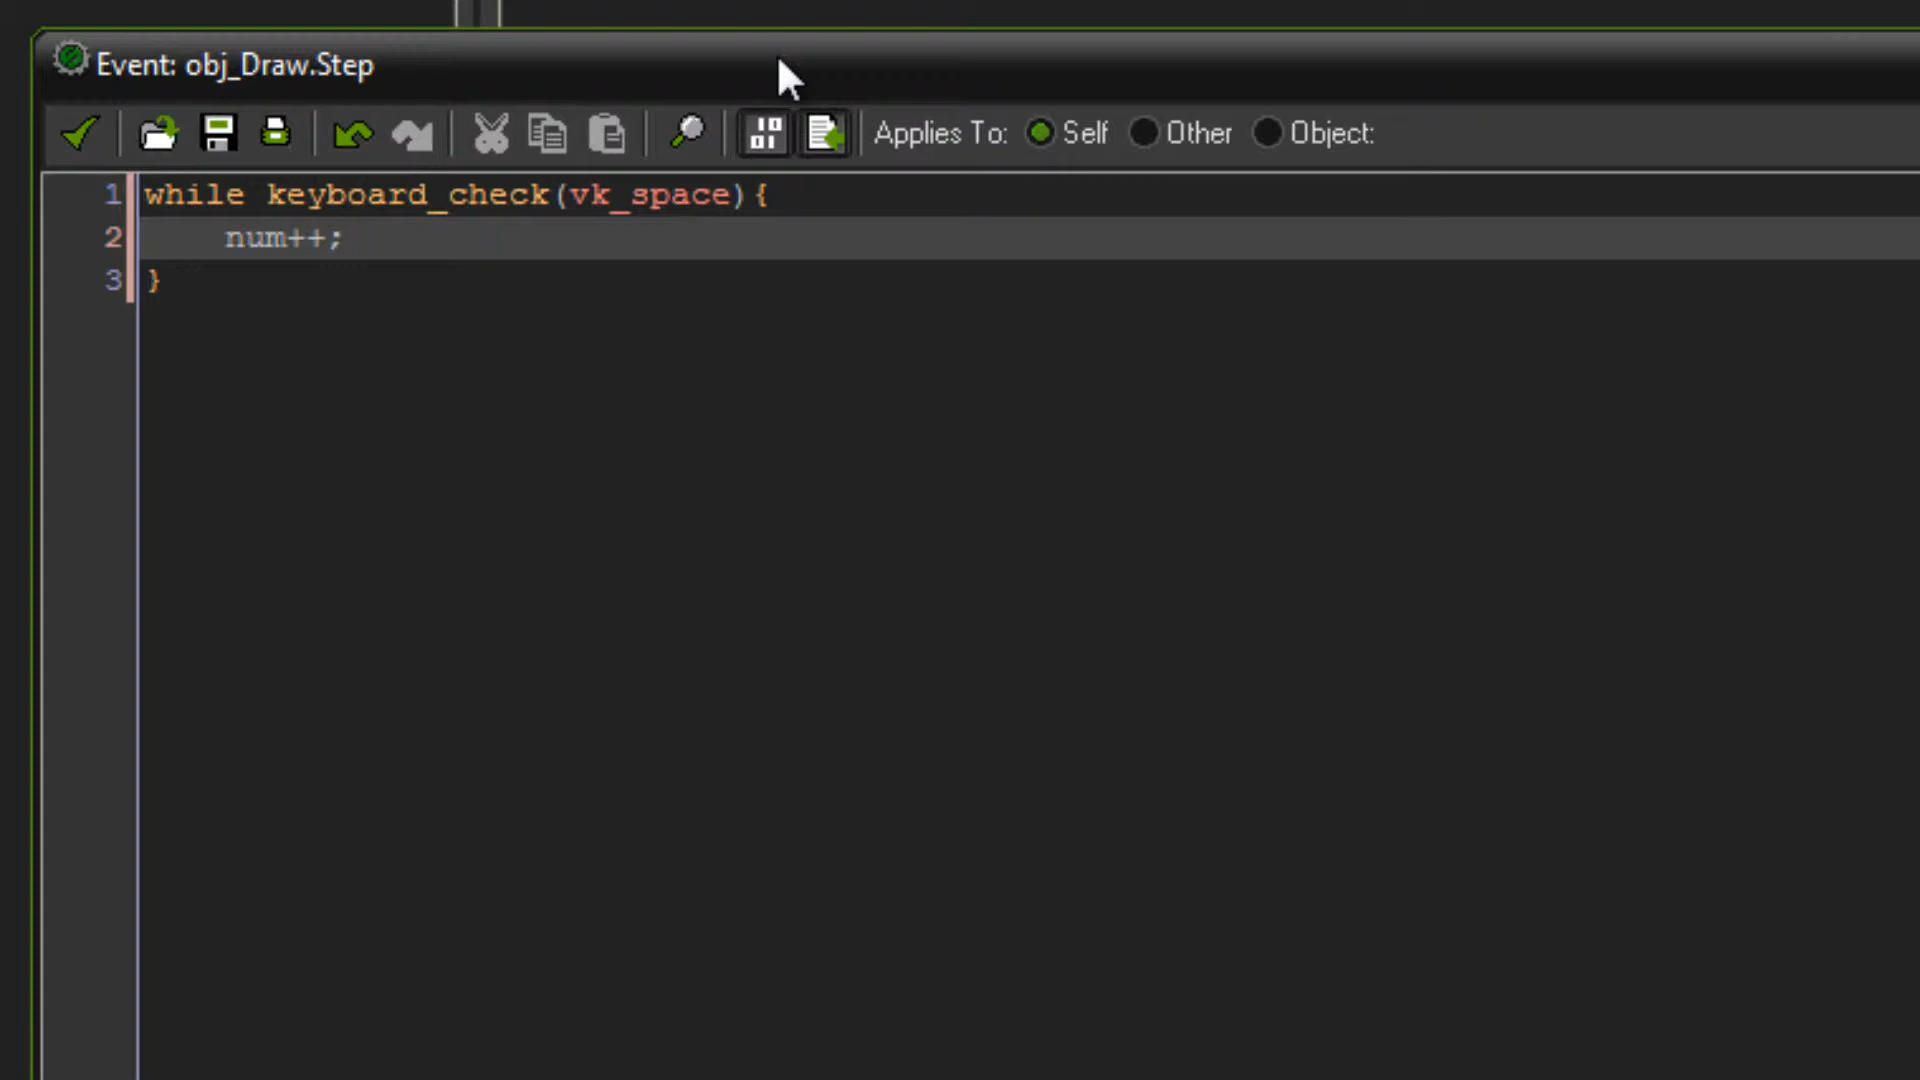 Event: obj_Draw.Step
Applies To: Self Other Object:
1 while keyboard_check(vk_space){
2 num++;
3 }